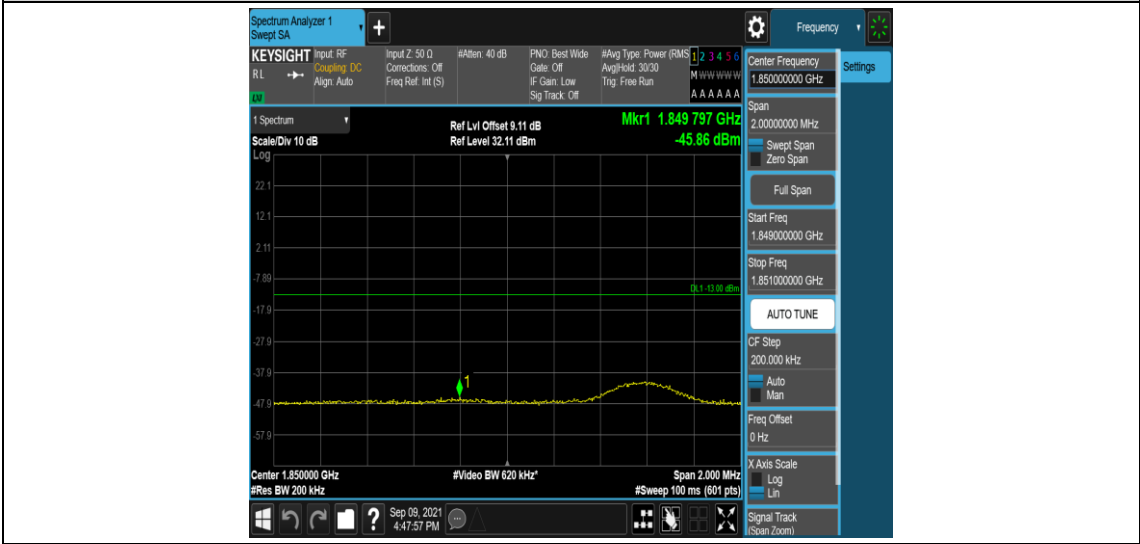 Spectrum Analyzer 1
Swept SA
Frequency
KEYSIGHT
RL
LM
Input: RF
Coupling: DC
Align: Auto
Input Z: 50 Ω
Corrections: Off
Freq Ref: Int (S)
#Atten: 40 dB
PNO: Best Wide
Gate: Off
IF Gain: Low
Sig Track: Off
#Avg Type: Power (RMS
Avg|Hold: 30/30
Trig: Free Run
1 2 3 4 5 6
M W W W W W
A A A A A A
Center Frequency
1.850000000 GHz
Settings
Span
2.00000000 MHz
Swept Span
Zero Span
Full Span
Start Freq
1.849000000 GHz
Stop Freq
1.851000000 GHz
AUTO TUNE
CF Step
200.000 kHz
Auto
Man
Freq Offset
0 Hz
X Axis Scale
Log
Lin
Signal Track
(Span Zoom)
1 Spectrum
Scale/Div 10 dB
Log
Ref Lvl Offset 9.11 dB
Ref Level 32.11 dBm
Mkr1 1.849 797 GHz
-45.86 dBm
22.1
12.1
2.11
-7.89
DL1 -13.00 dBm
-17.9
-27.9
-37.9
1
-47.9
-57.9
Center 1.850000 GHz
#Video BW 620 kHz*
Span 2.000 MHz
#Res BW 200 kHz
#Sweep 100 ms (601 pts)
?
Sep 09, 2021
4:47:57 PM